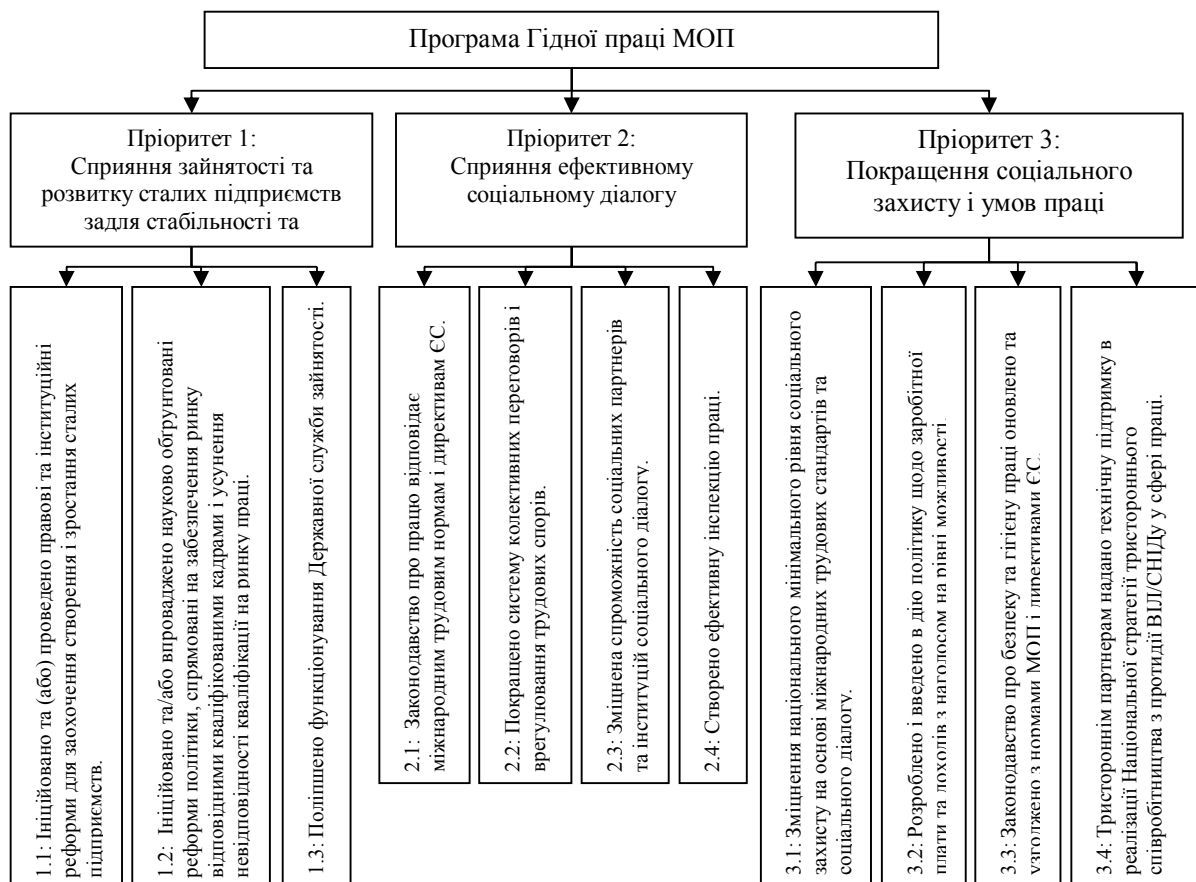 Програма Гідної праці МОП
Пріоритет 1:
Сприяння зайнятості та
розвитку сталих підприємств
задля стабільності та
Пріоритет 2:
Сприяння ефективному
соціальному діалогу
Пріоритет 3:
Покращення соціального
захисту і умов праці
1.1: Ініційовано та (або) проведено правові та інституційні
реформи для заохочення створення і зростання сталих
підприємств.
1.2: Ініційовано та/або впроваджено науково обґрунтовані
реформи політики, спрямовані на забезпечення ринку
відповідними кваліфікованими кадрами і усунення
невідповідності кваліфікації на ринку праці.
1.3: Поліпшено функціонування Державної служби зайнятості.
2.1: Законодавство про працю відповідає
міжнародним трудовим нормам і директивам ЄС.
2.2: Покращено систему колективних переговорів і
врегулювання трудових спорів.
2.3: Зміцнена спроможність соціальних партнерів
та інституцій соціального діалогу.
2.4: Створено ефективну інспекцію праці.
3.1: Зміцнення національного мінімального рівня соціального
захисту на основі міжнародних трудових стандартів та
соціального діалогу.
3.2: Розроблено і введено в дію політику щодо заробітної
плати та доходів з наголосом на рівні можливості.
3.3: Законодавство про безпеку та гігієну праці оновлено та
узгоджено з нормами МОП і директивами ЄС.
3.4: Тристороннім партнерам надано технічну підтримку в
реалізації Національної стратегії тристороннього
співробітництва з протидії ВІЛ/СНІДу у сфері праці.